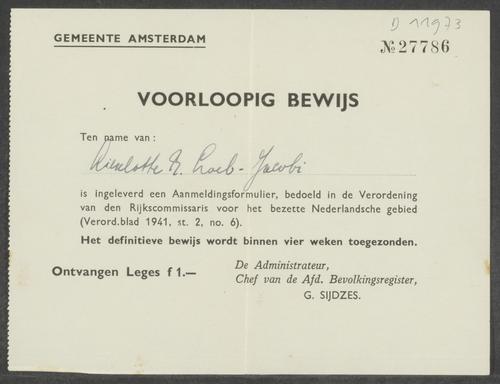 D 11973
GEMEENTE AMSTERDAM
№ 27786
VOORLOOPIG BEWIJS
Ten name van:
Lieselotte E. Loeb-Jacobi
is ingeleverd een Aanmeldingsformulier, bedoeld in de Verordening
van den Rijkscommissaris voor het bezette Nederlandsche gebied
(Verord.blad 1941, st. 2, no. 6).
Het definitieve bewijs wordt binnen vier weken toegezonden.
Ontvangen Leges f 1.—
De Administrateur,
Chef van de Afd. Bevolkingsregister,
G. SIJDZES.